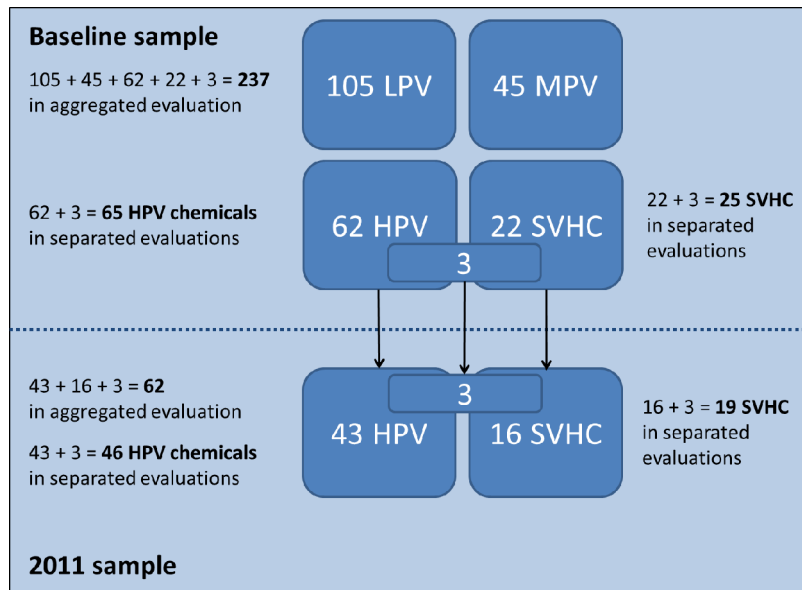 Baseline sample
105 + 45 + 62 + 22 + 3 = 237
in aggregated evaluation
105 LPV
45 MPV
62 + 3 = 65 HPV chemicals
in separated evaluations
62 HPV
22 SVHC
3
22 + 3 = 25 SVHC
in separated
evaluations
43 + 16 + 3 = 62
in aggregated evaluation
43 + 3 = 46 HPV chemicals
in separated evaluations
3
43 HPV
16 SVHC
16 + 3 = 19 SVHC
in separated
evaluations
2011 sample